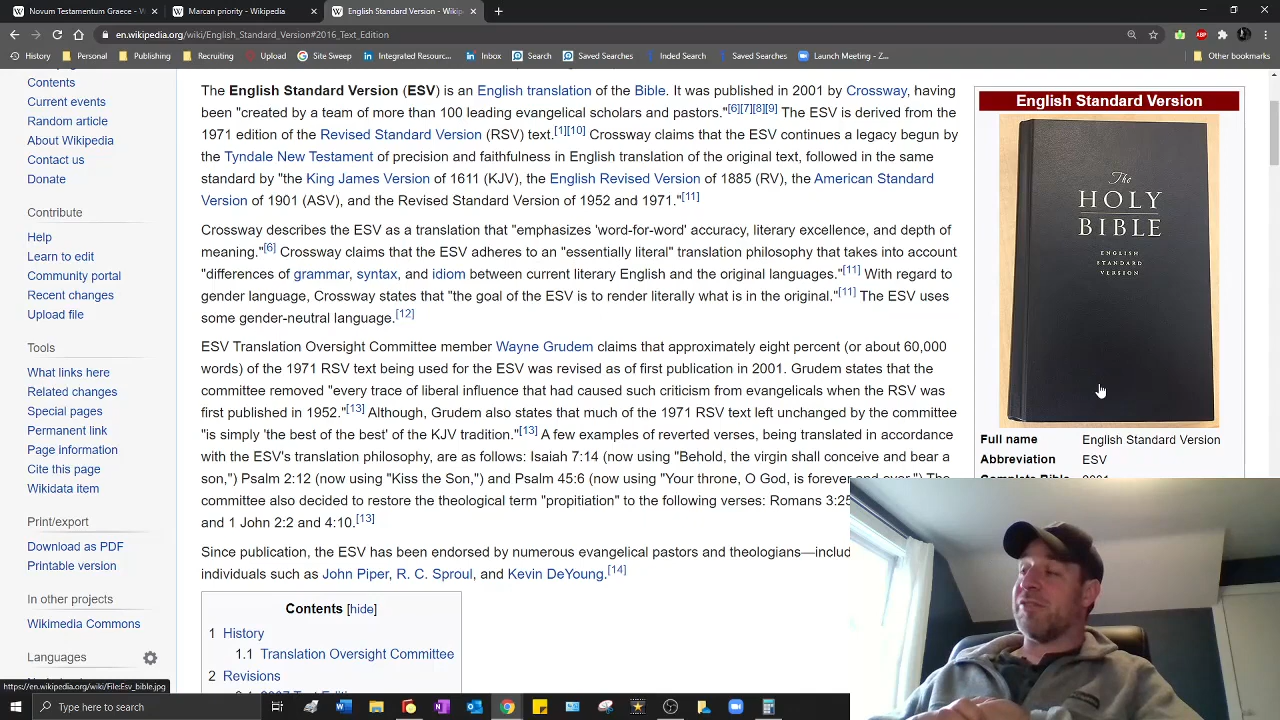 Novum Testamentum Graece - W
Marcan priority - Wikipedia
English Standard Version - Wikip
en.wikipedia.org/wiki/English_Standard_Version#2016_Text_Edition
History
Personal
Publishing
Recruiting
Upload
Site Sweep
Integrated Resource...
Inbox
Search
Saved Searches
Inded Search
Saved Searches
Launch Meeting - Z...
Other bookmarks
Contents
Current events
Random article
About Wikipedia
Contact us
Donate
Contribute
Help
Learn to edit
Community portal
Recent changes
Upload file
Tools
What links here
Related changes
Special pages
Permanent link
Page information
Cite this page
Wikidata item
Print/export
Download as PDF
Printable version
In other projects
Wikimedia Commons
Languages
The English Standard Version (ESV) is an English translation of the Bible. It was published in 2001 by Crossway, having
been "created by a team of more than 100 leading evangelical scholars and pastors."[6][7][8][9] The ESV is derived from the
1971 edition of the Revised Standard Version (RSV) text.[1][10] Crossway claims that the ESV continues a legacy begun by
the Tyndale New Testament of precision and faithfulness in English translation of the original text, followed in the same
standard by "the King James Version of 1611 (KJV), the English Revised Version of 1885 (RV), the American Standard
Version of 1901 (ASV), and the Revised Standard Version of 1952 and 1971."[11]
Crossway describes the ESV as a translation that "emphasizes 'word-for-word' accuracy, literary excellence, and depth of
meaning."[6] Crossway claims that the ESV adheres to an "essentially literal" translation philosophy that takes into account
"differences of grammar, syntax, and idiom between current literary English and the original languages."[11] With regard to
gender language, Crossway states that "the goal of the ESV is to render literally what is in the original."[11] The ESV uses
some gender-neutral language.[12]
ESV Translation Oversight Committee member Wayne Grudem claims that approximately eight percent (or about 60,000
words) of the 1971 RSV text being used for the ESV was revised as of first publication in 2001. Grudem states that the
committee removed "every trace of liberal influence that had caused such criticism from evangelicals when the RSV was
first published in 1952."[13] Although, Grudem also states that much of the 1971 RSV text left unchanged by the committee
"is simply 'the best of the best' of the KJV tradition."[13] A few examples of reverted verses, being translated in accordance
with the ESV's translation philosophy, are as follows: Isaiah 7:14 (now using "Behold, the virgin shall conceive and bear a
son,") Psalm 2:12 (now using "Kiss the Son,") and Psalm 45:6 (now using "Your throne, O God, is forever and ever.") The
committee also decided to restore the theological term "propitiation" to the following verses: Romans 3:25
and 1 John 2:2 and 4:10.[13]
Since publication, the ESV has been endorsed by numerous evangelical pastors and theologians—includ
individuals such as John Piper, R. C. Sproul, and Kevin DeYoung.[14]
Contents [hide]
1 History
1.1 Translation Oversight Committee
2 Revisions
English Standard Version
The
HOLY
BIBLE
ENGLISH
STANDARD
VERSION
Full name English Standard Version
Abbreviation ESV
https://en.wikipedia.org/wiki/File:Esv_bible.jpg
Type here to search